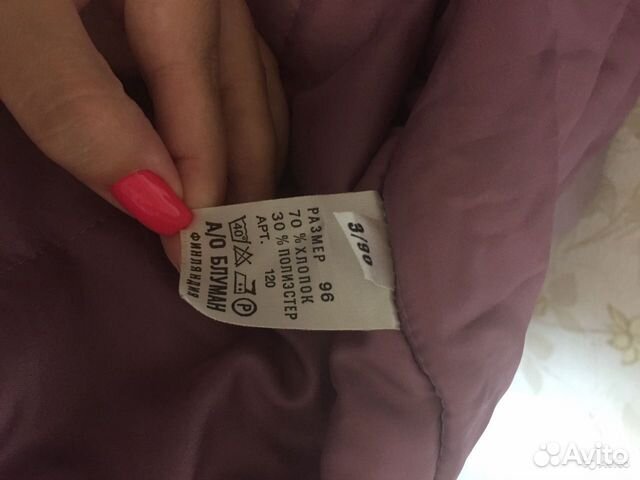 3/90
РАЗМЕР 96
70 % ХЛОПОК
30 % ПОЛИЭСТЕР
АРТ. 120
40°
P
А/О БЛУМАН
ФИНЛЯНДИЯ
Avito